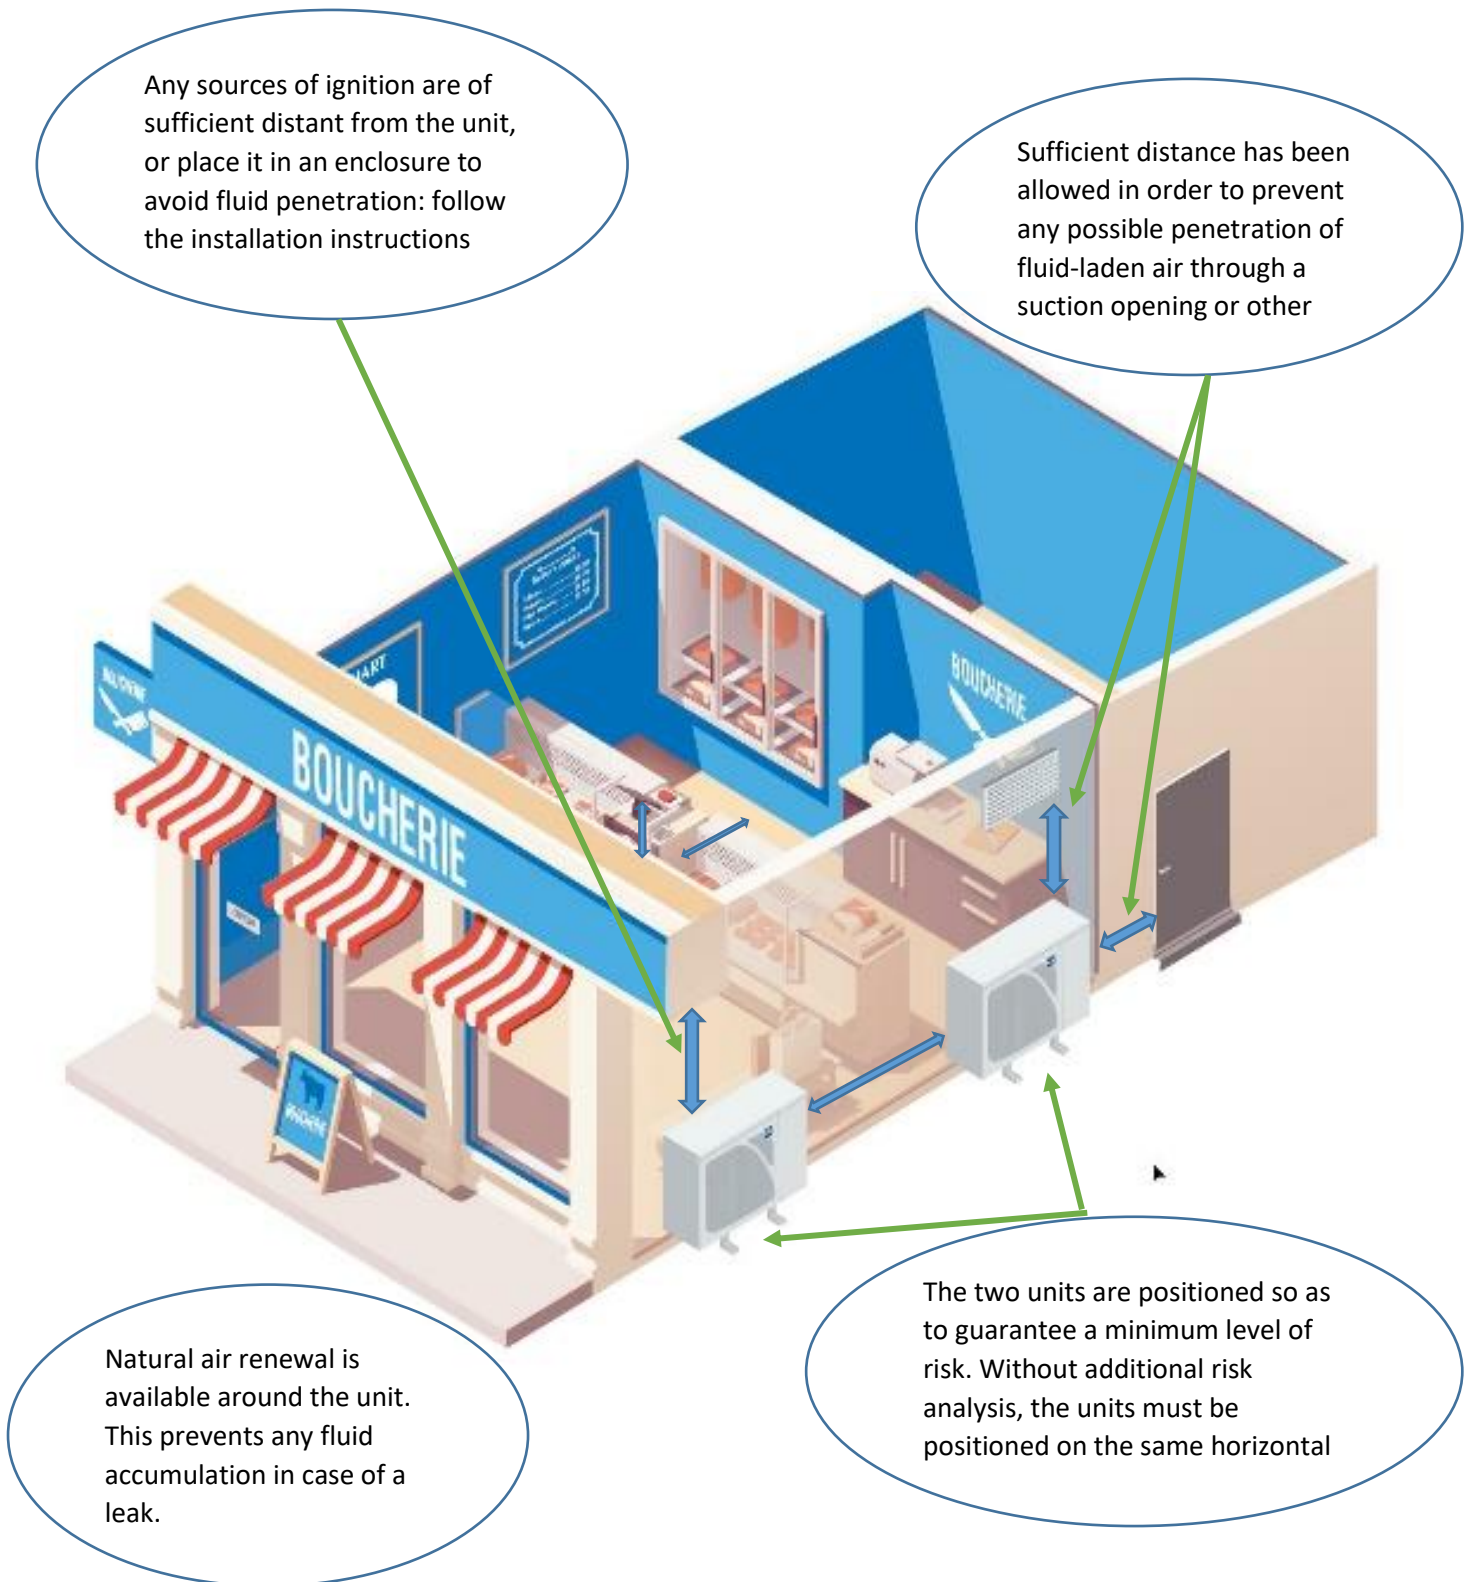 Any sources of ignition are of
sufficient distant from the unit,
or place it in an enclosure to
avoid fluid penetration: follow
the installation instructions
Sufficient distance has been
allowed in order to prevent
any possible penetration of
fluid-laden air through a
suction opening or other
BOUCHERIE
BOUCHERIE
The two units are positioned so as
to guarantee a minimum level of
risk. Without additional risk
analysis, the units must be
positioned on the same horizontal
Natural air renewal is
available around the unit.
This prevents any fluid
accumulation in case of a
leak.